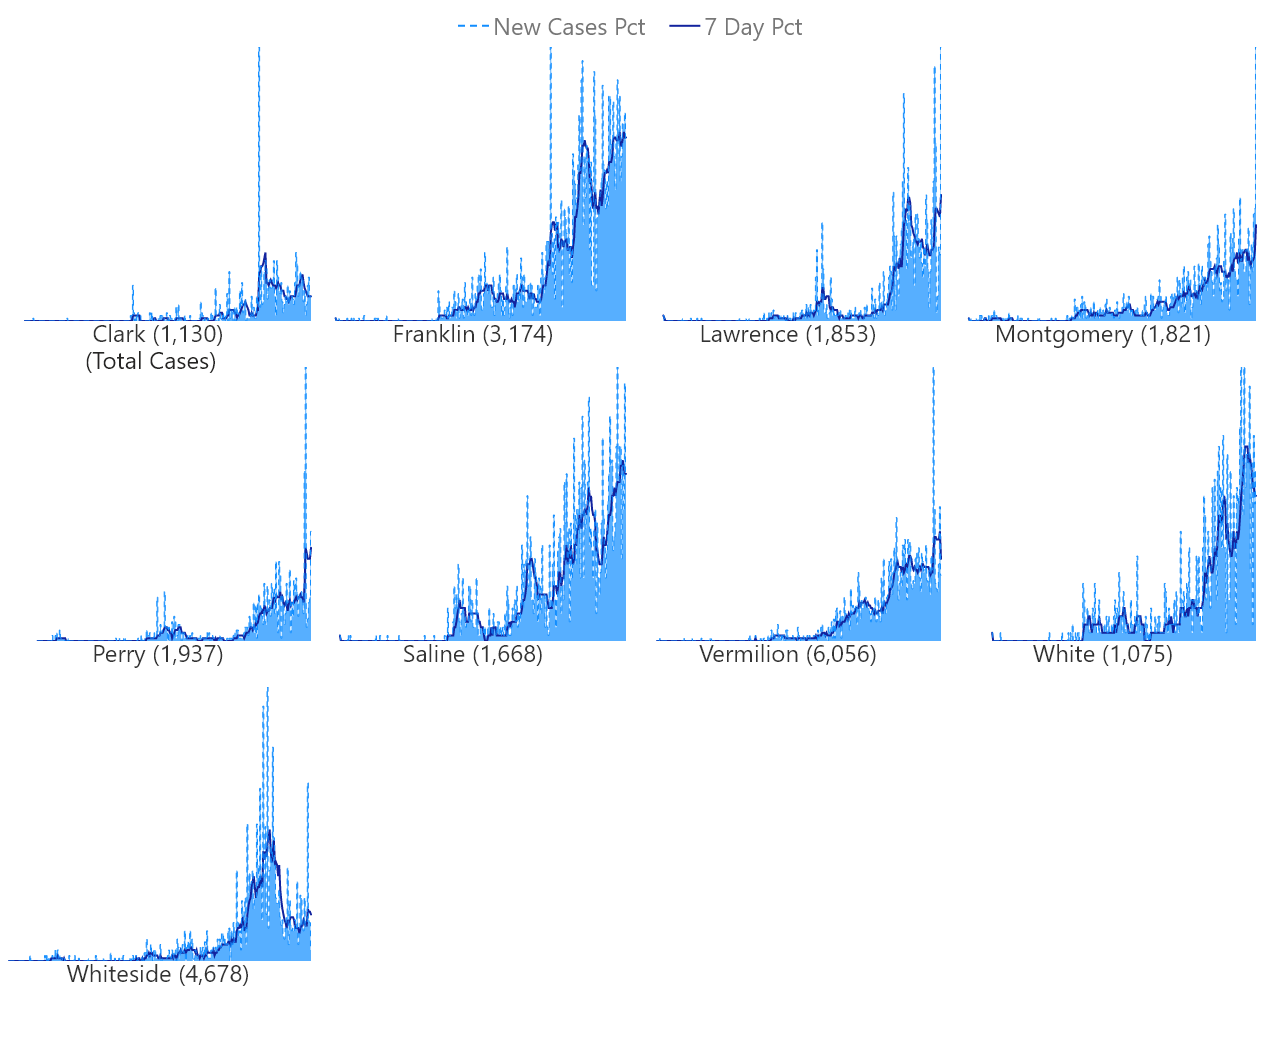 New Cases Pct 7 Day Pct
Clark (1,130) Franklin (3,174) Lawrence (1,853) Montgomery (1,821)
(Total Cases)
Perry (1,937) Saline (1,668) Vermilion (6,056) White (1,075)
Whiteside (4,678)